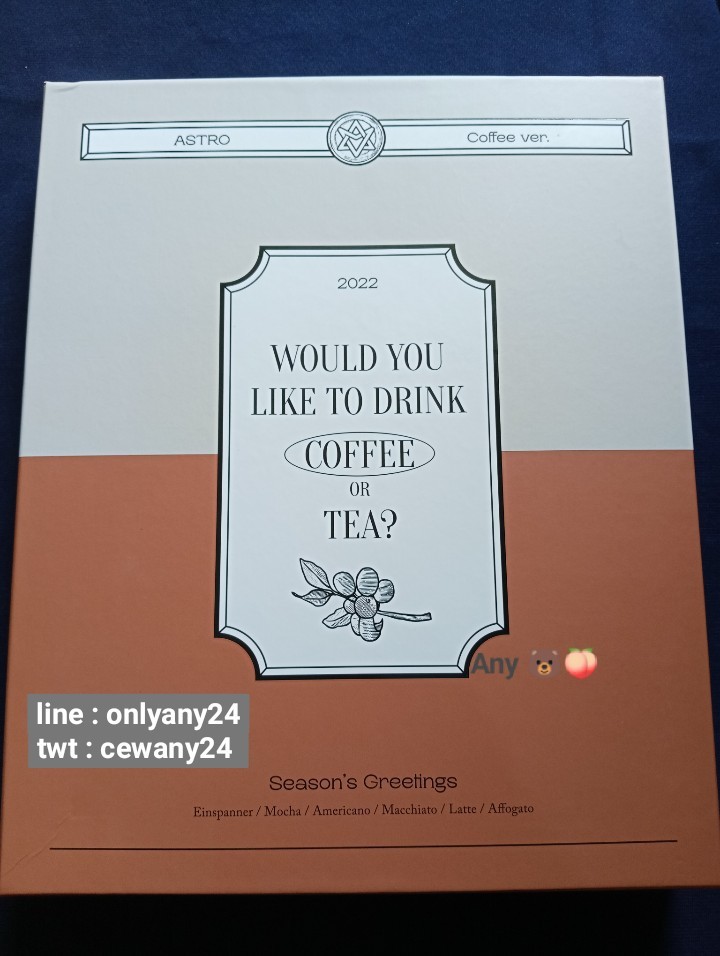 ASTRO
Coffee ver.
2022
WOULD YOU
LIKE TO DRINK
COFFEE
OR
TEA?
Any 🐻🍑
line : onlyany24
twt : cewany24
Season's Greetings
Einspanner / Mocha / Americano / Macchiato / Latte / Affogato